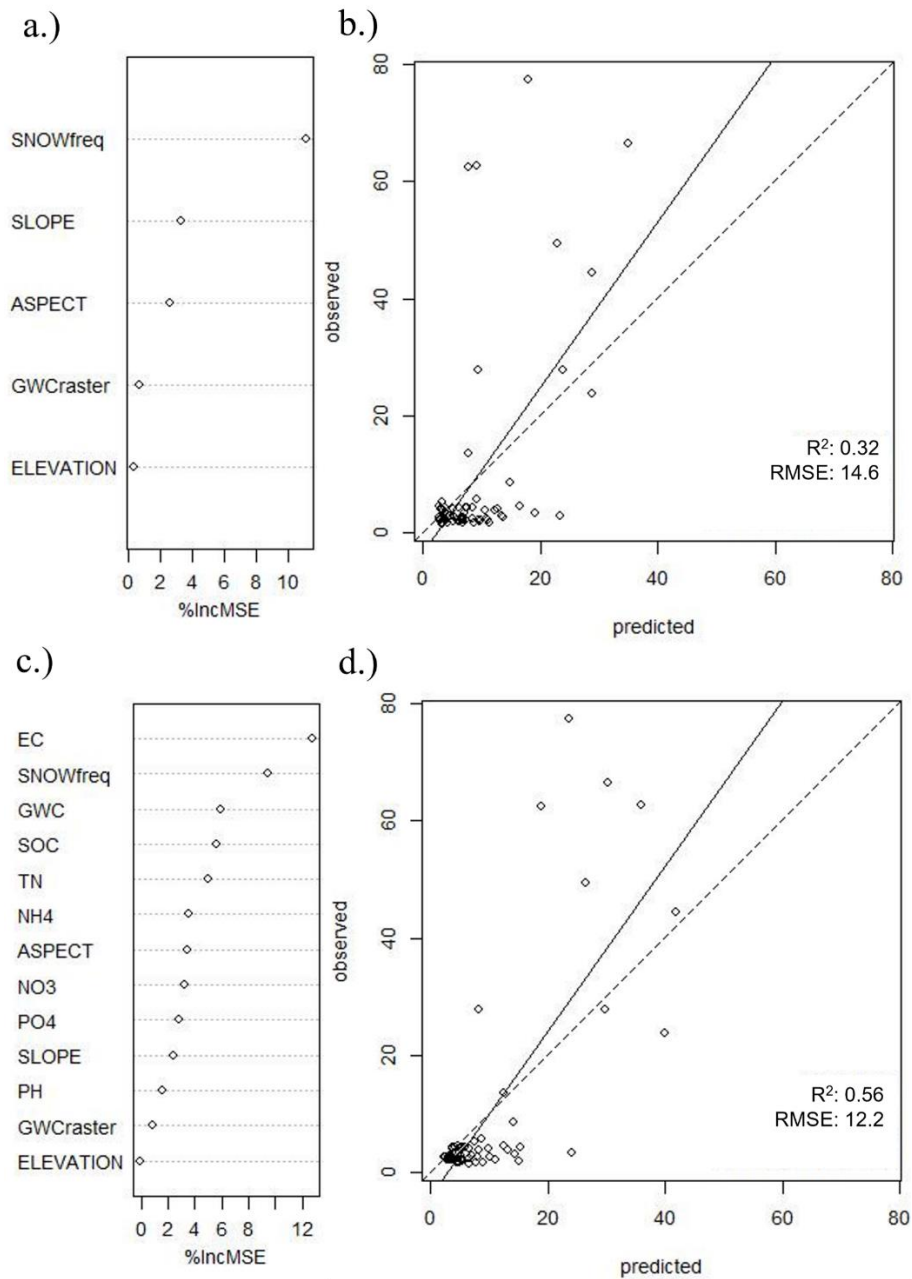 a.)
SNOWfreq
SLOPE
ASPECT
GWCraster
ELEVATION
0 2 4 6 8 10
%IncMSE
b.)
observed
80
60
40
20
0
R²: 0.32
RMSE: 14.6
0 20 40 60 80
predicted
c.)
EC
SNOWfreq
GWC
SOC
TN
NH4
ASPECT
NO3
PO4
SLOPE
PH
GWCraster
ELEVATION
0 2 4 6 8 12
%IncMSE
d.)
observed
80
60
40
20
0
R²: 0.56
RMSE: 12.2
0 20 40 60 80
predicted